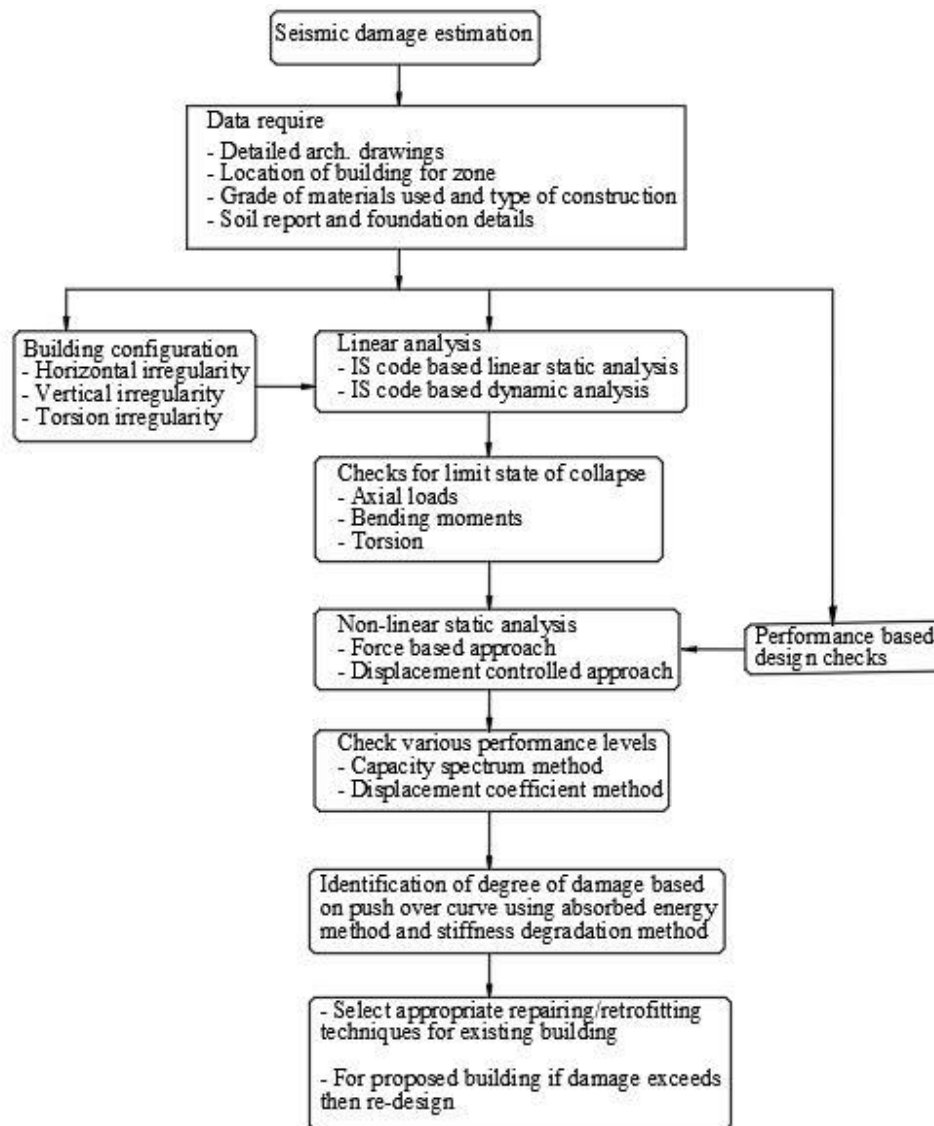 Seismic damage estimation
Data require
- Detailed arch. drawings
- Location of building for zone
- Grade of materials used and type of construction
- Soil report and foundation details
Building configuration
- Horizontal irregularity
- Vertical irregularity
- Torsion irregularity
Linear analysis
- IS code based linear static analysis
- IS code based dynamic analysis
Checks for limit state of collapse
- Axial loads
- Bending moments
- Torsion
Non-linear static analysis
- Force based approach
- Displacement controlled approach
Performance based
design checks
Check various performance levels
- Capacity spectrum method
- Displacement coefficient method
Identification of degree of damage based
on push over curve using absorbed energy
method and stiffness degradation method
- Select appropriate repairing/retrofitting
techniques for existing building
- For proposed building if damage exceeds
then re-design